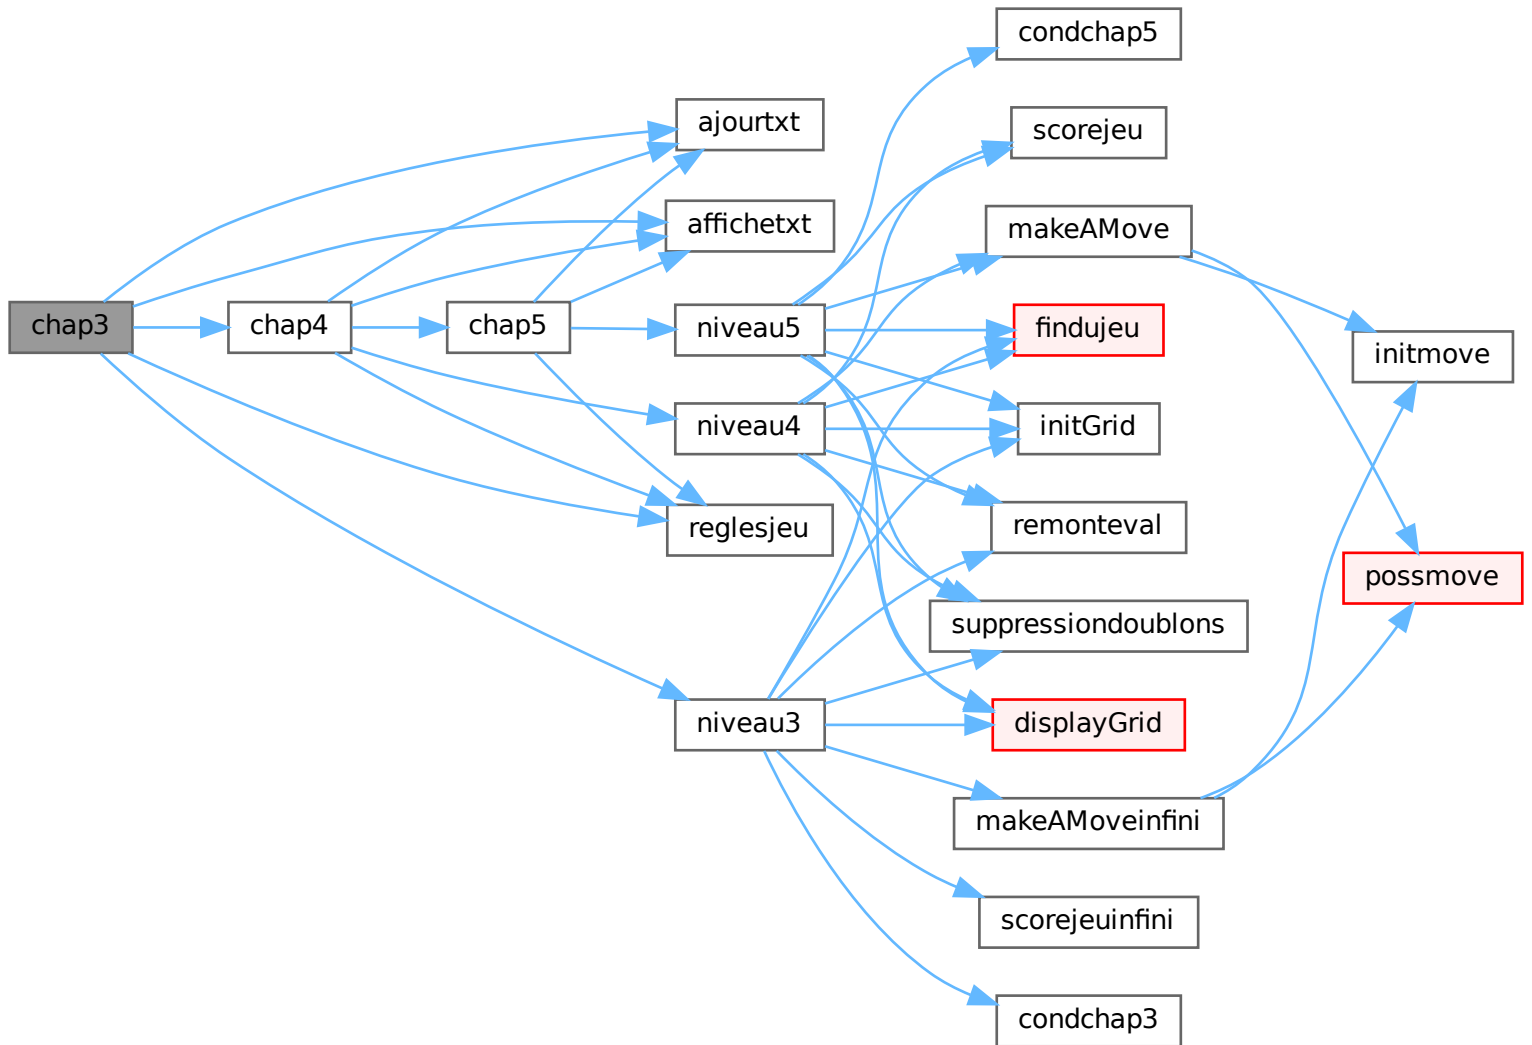 condchap5
ajourtxt
scorejeu
affichetxt
makeAMove
chap3
chap4
chap5
niveau5
findujeu
initmove
niveau4
initGrid
reglesjeu
remonteval
possmove
suppressiondoublons
niveau3
displayGrid
makeAMoveinfini
scorejeuinfini
condchap3